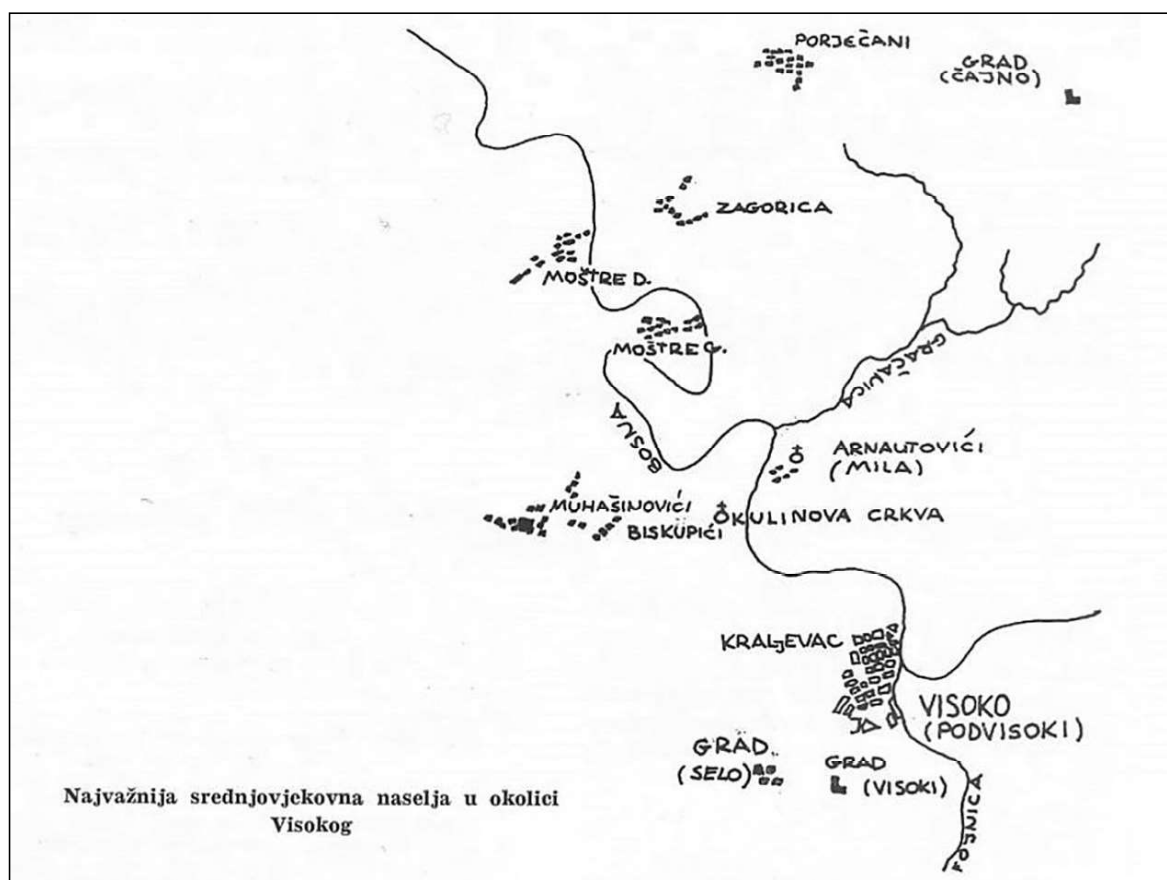 PORJEČANI
GRAD
(ČAJNO)
ZAGORICA
MOŠTRE D.
MOŠTRE G.
GRAČANICA
BOSNA
ARNAUTOVIĆI
(MILA)
MUHAŠINOVIĆI
KULINOVA CRKVA
BISKUPIĆI
KRALJEVAC
VISOKO
(PODVISOKI)
GRAD
(SELO)
GRAD
(VISOKI)
FOJNICA
Najvažnija srednjovjekovna naselja u okolici
Visokog